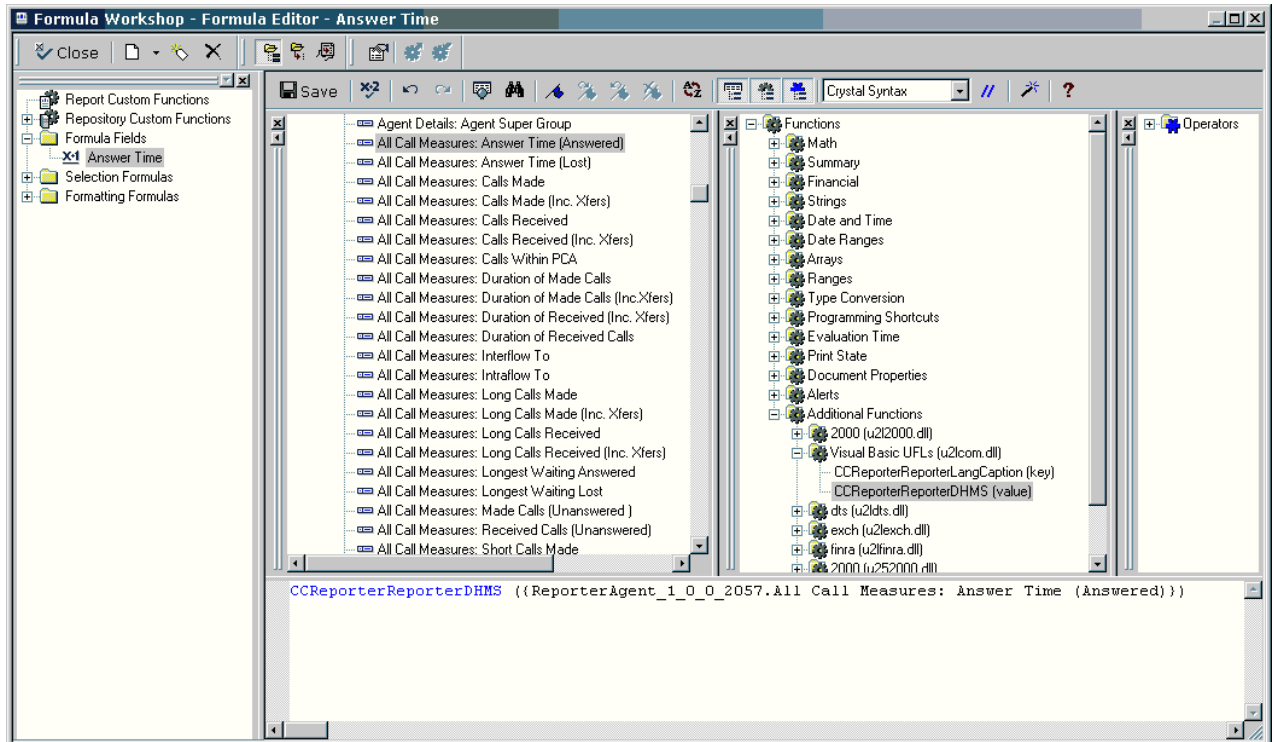 Formula Workshop - Formula Editor - Answer Time
Close
Report Custom Functions
Repository Custom Functions
Formula Fields
Answer Time
Selection Formulas
Formatting Formulas
Save
Crystal Syntax
Agent Details: Agent Super Group
All Call Measures: Answer Time (Answered)
All Call Measures: Answer Time (Lost)
All Call Measures: Calls Made
All Call Measures: Calls Made (Inc. Xfers)
All Call Measures: Calls Received
All Call Measures: Calls Received (Inc. Xfers)
All Call Measures: Calls Within PCA
All Call Measures: Duration of Made Calls
All Call Measures: Duration of Made Calls (Inc.Xfers)
All Call Measures: Duration of Received (Inc. Xfers)
All Call Measures: Duration of Received Calls
All Call Measures: Interflow To
All Call Measures: Intraflow To
All Call Measures: Long Calls Made
All Call Measures: Long Calls Made (Inc. Xfers)
All Call Measures: Long Calls Received
All Call Measures: Long Calls Received (Inc. Xfers)
All Call Measures: Longest Waiting Answered
All Call Measures: Longest Waiting Lost
All Call Measures: Made Calls (Unanswered )
All Call Measures: Received Calls (Unanswered)
All Call Measures: Short Calls Made
Functions
Math
Summary
Financial
Strings
Date and Time
Date Ranges
Arrays
Ranges
Type Conversion
Programming Shortcuts
Evaluation Time
Print State
Document Properties
Alerts
Additional Functions
2000 (u2l2000.dll)
Visual Basic UFLs (u2lcom.dll)
CCReporterReporterLangCaption (key)
CCReporterReporterDHMS (value)
dts (u2ldts.dll)
exch (u2lexch.dll)
finra (u2lfinra.dll)
2000 (u252000.dll)
Operators
CCReporterReporterDHMS ({ReporterAgent_1_0_0_2057.All Call Measures: Answer Time (Answered)})